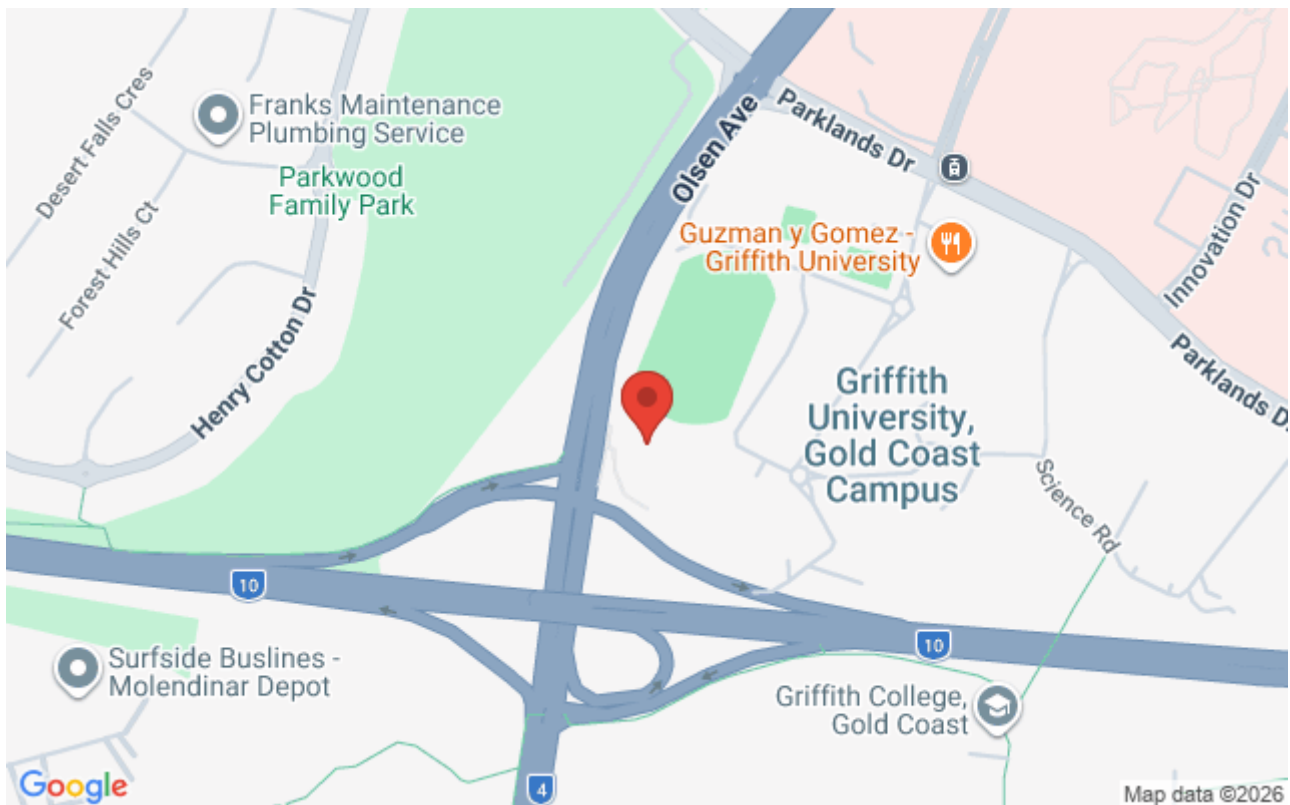 Desert Falls Cres
Franks Maintenance
Plumbing Service
Parkwood
Family Park
Forest Hills Ct
Henry Cotton Dr
Olsen Ave
Parklands Dr
Guzman y Gomez -
Griffith University
Innovation Dr
Parklands Dr
Griffith
University,
Gold Coast
Campus
Science Rd
10
10
Surfside Buslines -
Molendinar Depot
Griffith College,
Gold Coast
4
Google
Map data ©2026